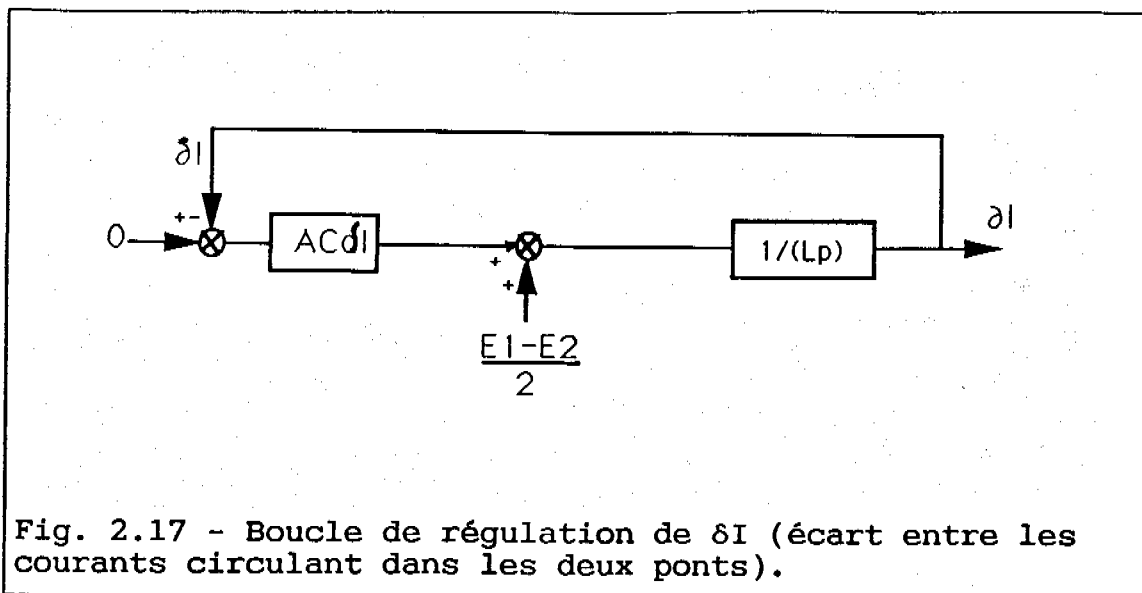 δI
+-
0
ACδI
+
+
E1-E2
2
1/(Lp)
∂I
Fig. 2.17 - Boucle de régulation de δI (écart entre les
courants circulant dans les deux ponts).